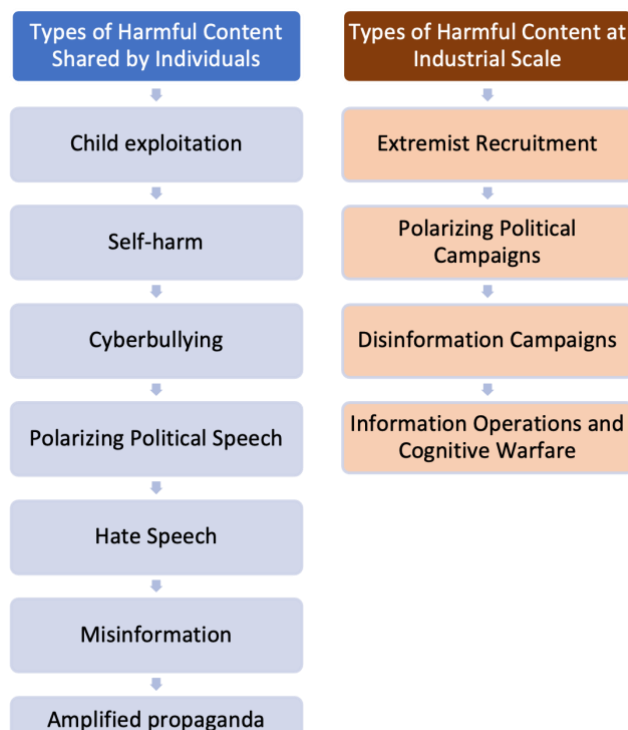 Types of Harmful Content
Shared by Individuals
Child exploitation
Self-harm
Cyberbullying
Polarizing Political Speech
Hate Speech
Misinformation
Amplified propaganda
Types of Harmful Content at
Industrial Scale
Extremist Recruitment
Polarizing Political
Campaigns
Disinformation Campaigns
Information Operations and
Cognitive Warfare